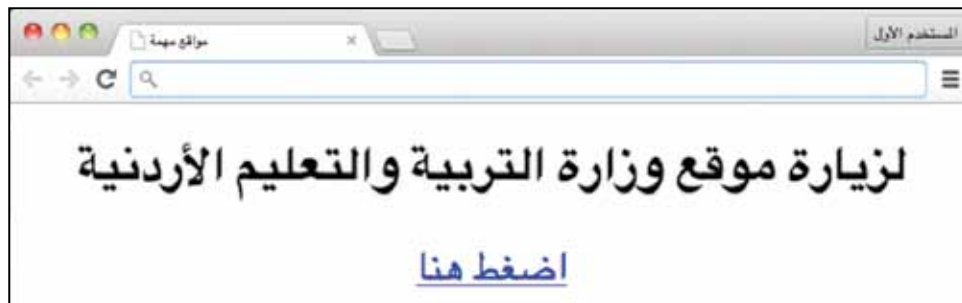 مواقع مهمة
المستخدم الأول
لزيارة موقع وزارة التربية والتعليم الأردنية
اضغط هنا